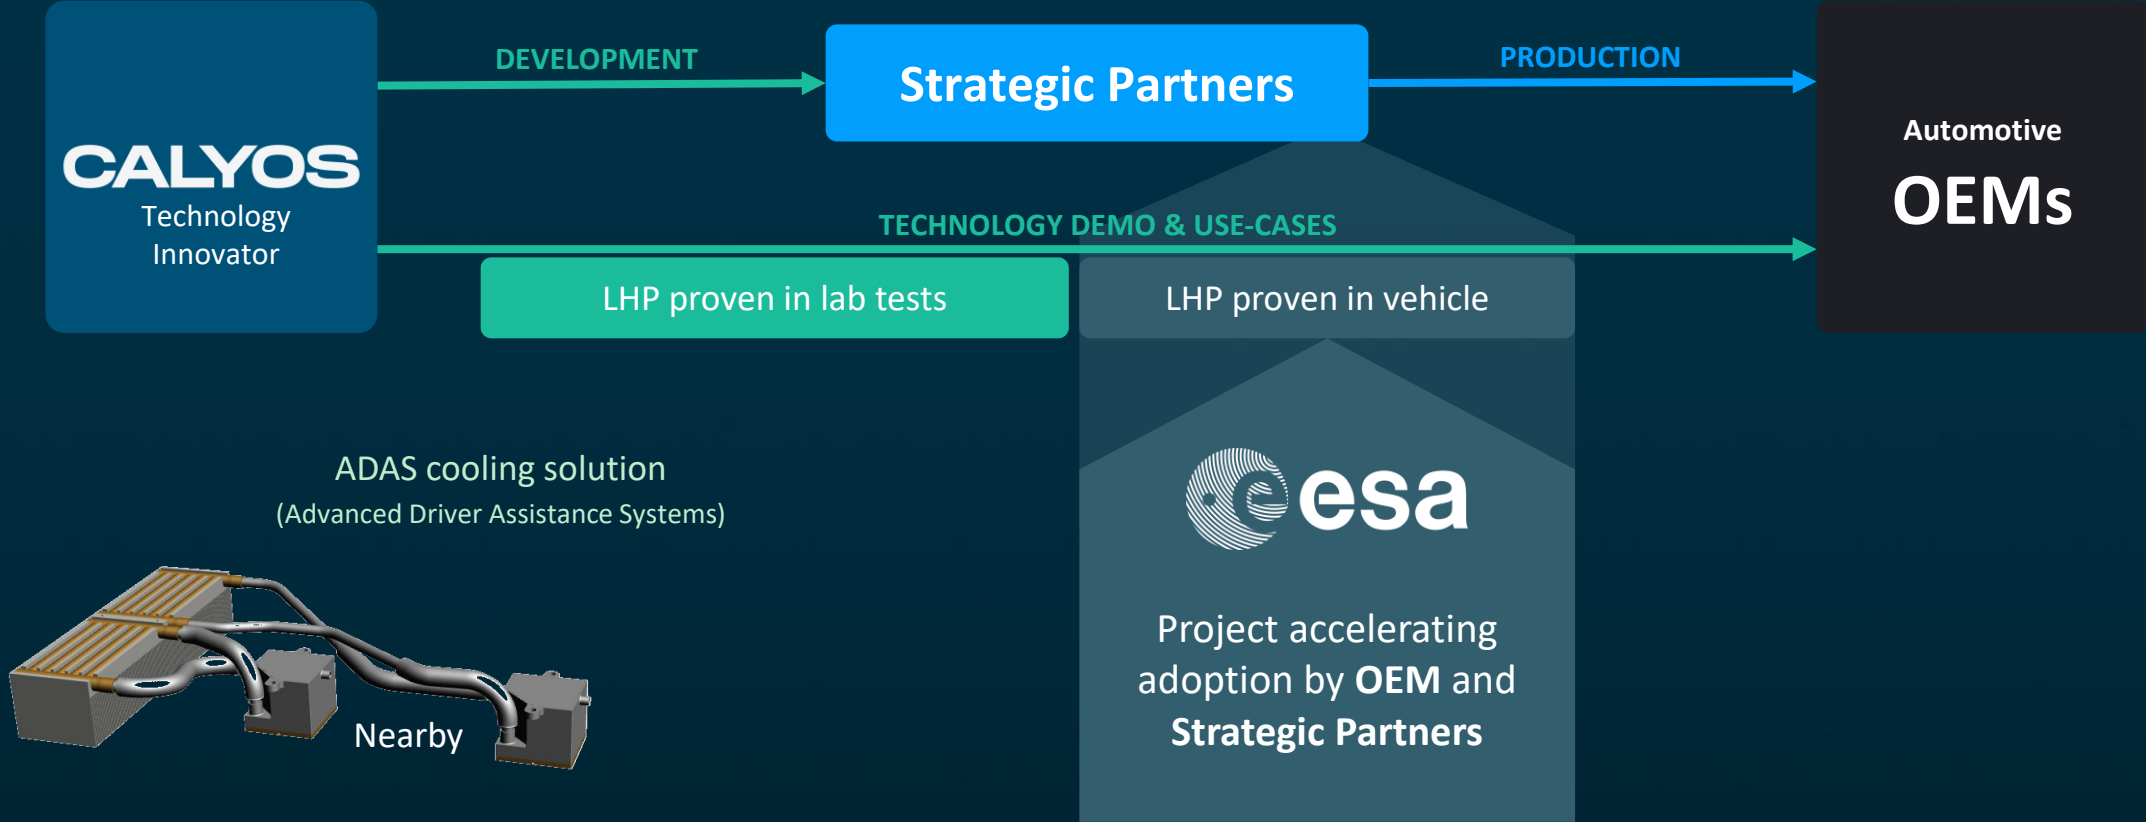 CALYOS
Technology
Innovator
DEVELOPMENT
Strategic Partners
PRODUCTION
Automotive
OEMs
TECHNOLOGY DEMO & USE-CASES
LHP proven in lab tests
LHP proven in vehicle
ADAS cooling solution
(Advanced Driver Assistance Systems)
Nearby
esa
Project accelerating
adoption by OEM and
Strategic Partners